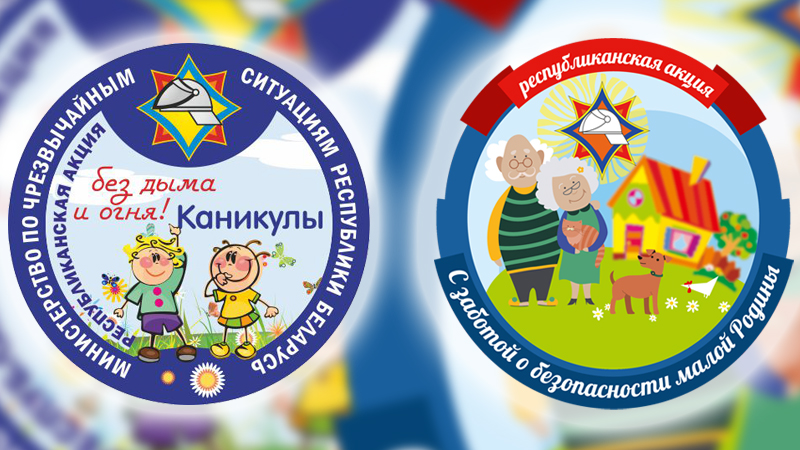 МИНИСТЕРСТВО ПО ЧРЕЗВЫЧАЙНЫМ СИТУАЦИЯМ РЕСПУБЛИКИ БЕЛАРУСЬ
РЕСПУБЛИКАНСКАЯ АКЦИЯ
без дыма
и огня!
Каникулы
республиканская акция
С заботой о безопасности малой Родины